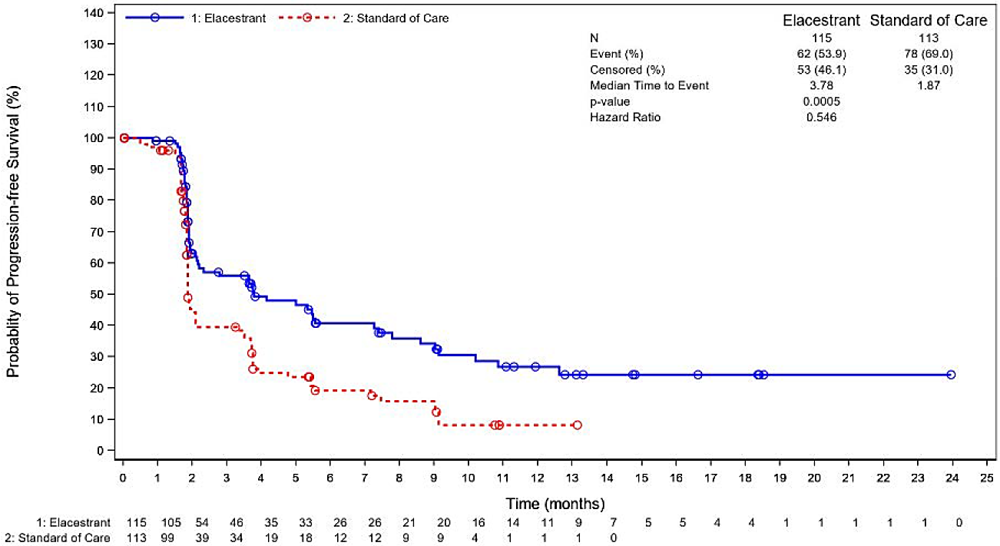 1: Elacestrant 2: Standard of Care
Elacestrant Standard of Care
N 115 113
Event (%) 62 (53.9) 78 (69.0)
Censored (%) 53 (46.1) 35 (31.0)
Median Time to Event 3.78 1.87
p-value 0.0005
Hazard Ratio 0.546
Probablity of Progression-free Survival (%)
140
130
120
110
100
90
80
70
60
50
40
30
20
10
0
0 1 2 3 4 5 6 7 8 9 10 11 12 13 14 15 16 17 18 19 20 21 22 23 24 25
Time (months)
1: Elacestrant 115 105 54 46 35 33 26 26 21 20 16 14 11 9 7 5 5 4 4 1 1 1 1 1 0
2: Standard of Care 113 99 39 34 19 18 12 12 9 9 4 1 1 1 0